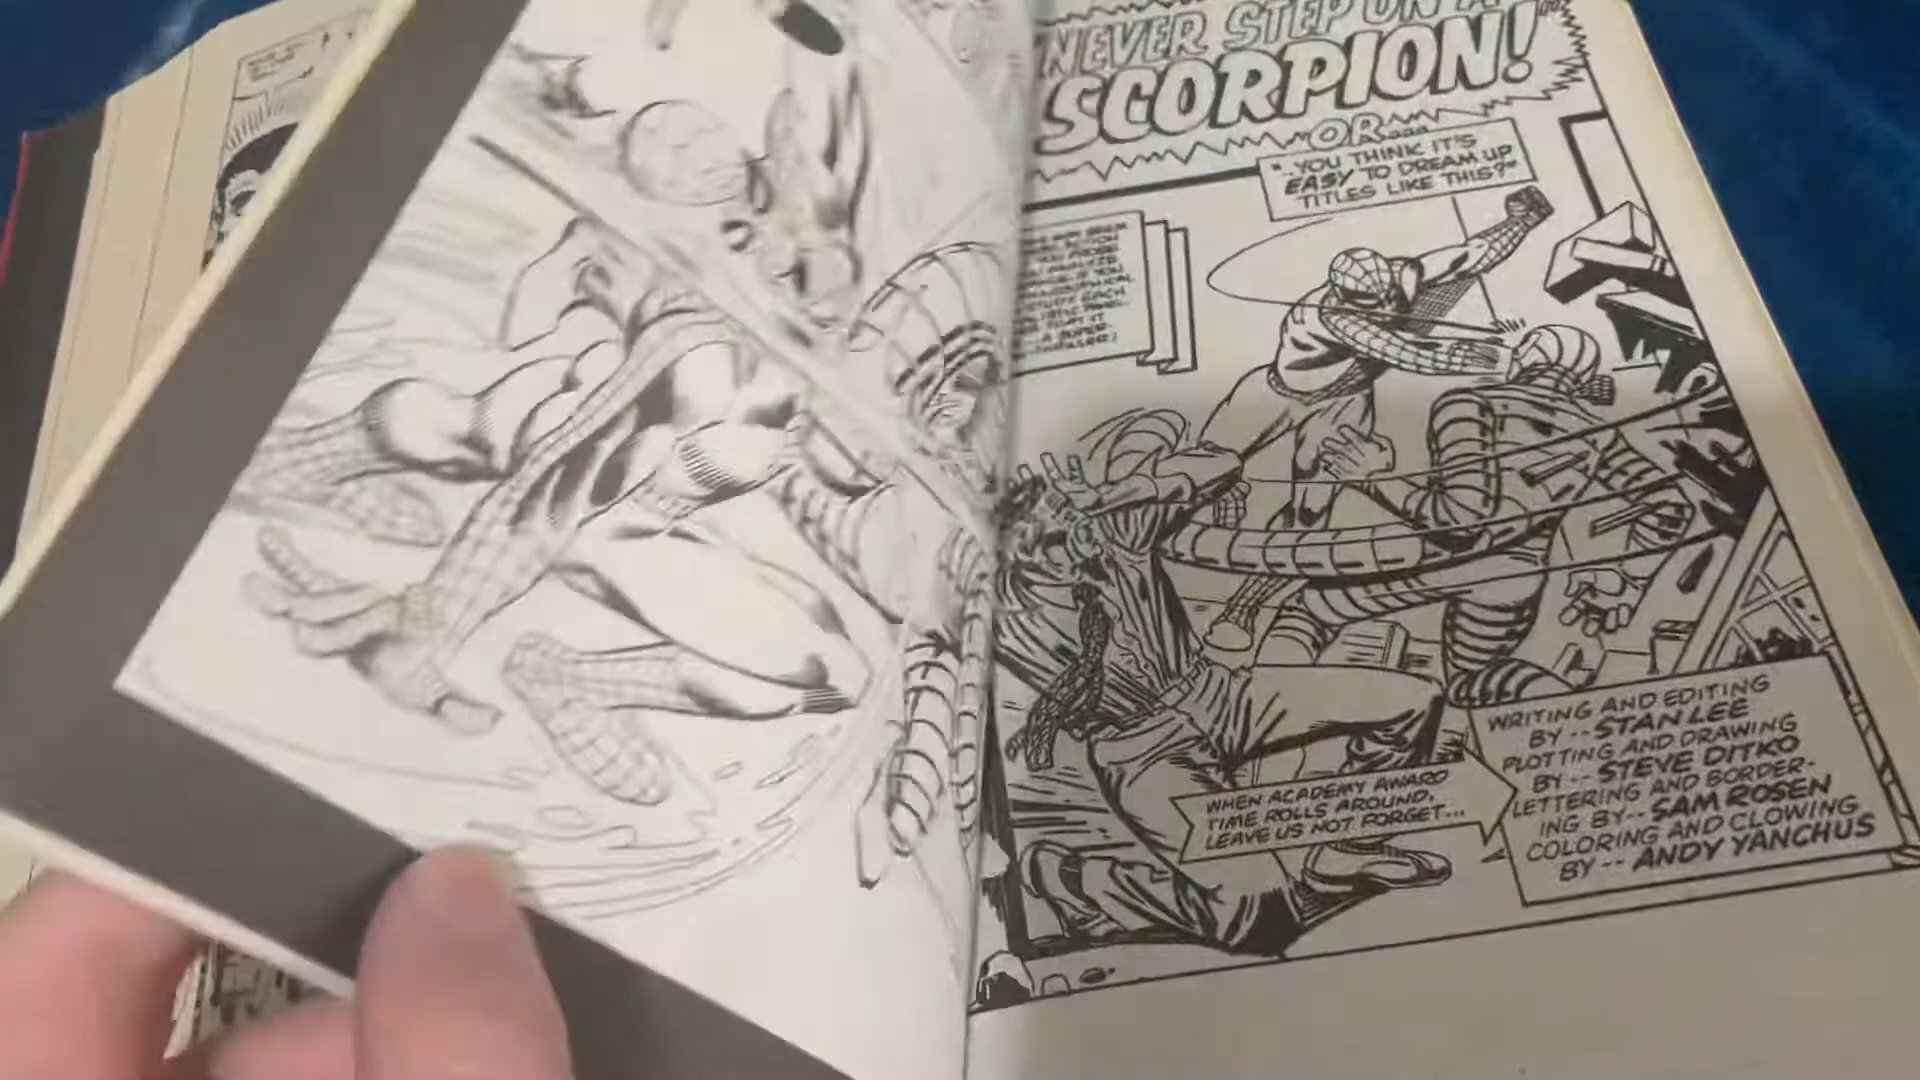 NEVER STEP ON A
SCORPION!
OR...
"..YOU THINK IT'S
EASY TO DREAM UP
TITLES LIKE THIS?"
WHEN ACADEMY AWARD
TIME ROLLS AROUND,
LEAVE US NOT FORGET...
WRITING AND EDITING
BY -- STAN LEE
PLOTTING AND DRAWING
BY -- STEVE DITKO
LETTERING AND BORDER-
ING BY -- SAM ROSEN
COLORING AND CLOWING
BY -- ANDY YANCHUS